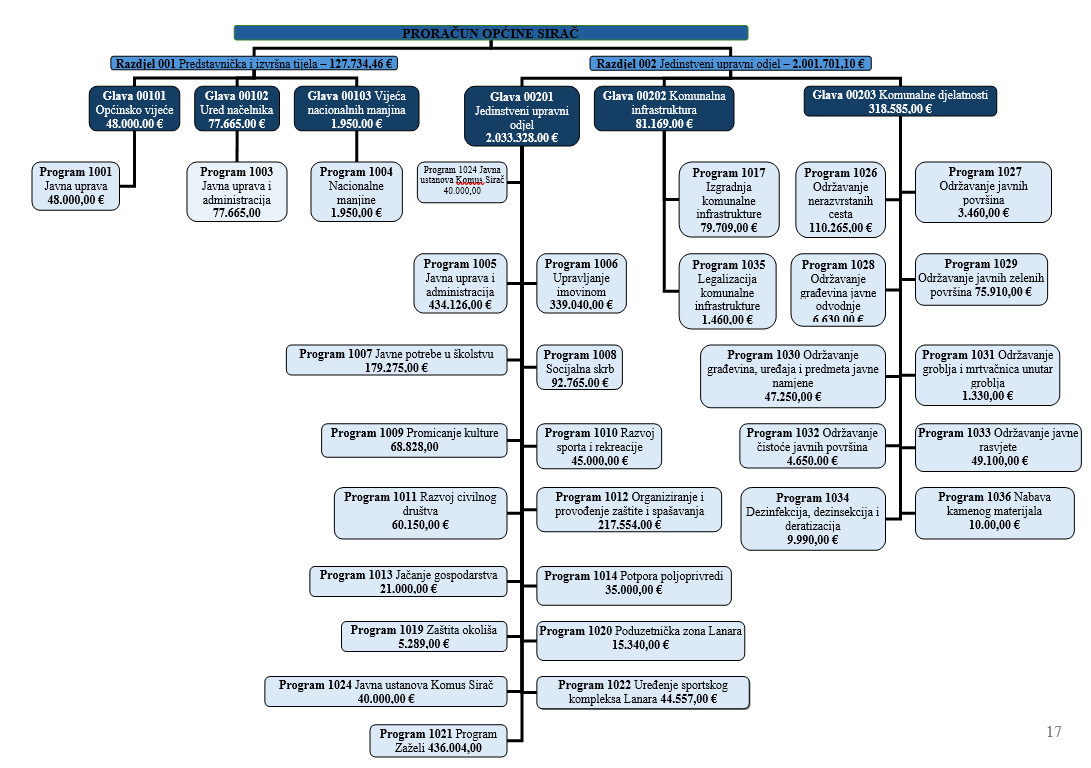 PRORAČUN OPĆINE SIRAČ
Razdjel 001 Predstavnička i izvršna tijela – 127.734,46 €
Razdjel 002 Jedinstveni upravni odjel – 2.001.701,10 €
Glava 00101
Općinsko vijeće
48.000.00 €
Glava 00102
Ured načelnika
77.665.00 €
Glava 00103 Vijeća
nacionalnih manjina
1.950.00 €
Glava 00201
Jedinstveni upravni
odjel
2.033.328.00 €
Glava 00202 Komunalna
infrastruktura
81.169.00 €
Glava 00203 Komunalne djelatnosti
318.585,00 €
Program 1001
Javna uprava
48.000,00 €
Program 1003
Javna uprava i
administracija
77.665,00
Program 1004
Nacionalne
manjine
1.950.00 €
Program 1024 Javna
ustanova Komus Sirač
40.000,00
Program 1017
Izgradnja
komunalne
infrastrukture
79.709,00 €
Program 1026
Održavanje
nerazvrstanih
cesta
110.265,00 €
Program 1027
Održavanje javnih
površina
3.460,00 €
Program 1005
Javna uprava i
administracija
434.126,00 €
Program 1006
Upravljanje
imovinom
339.040,00 €
Program 1035
Legalizacija
komunalne
infrastrukture
1.460,00 €
Program 1028
Održavanje
građevina javne
odvodnje
6.630,00 €
Program 1029
Održavanje javnih zelenih
površina 75.910,00 €
Program 1007 Javne potrebe u školstvu
179.275,00 €
Program 1008
Socijalna skrb
92.765.00 €
Program 1030 Održavanje
građevina, uređaja i predmeta javne
namjene
47.250,00 €
Program 1031 Održavanje
groblja i mrtvačnica unutar
groblja
1.330,00 €
Program 1009 Promicanje kulture
68.828,00
Program 1010 Razvoj
sporta i rekreacije
45.000,00 €
Program 1032 Održavanje
čistoće javnih površina
4.650.00 €
Program 1033 Održavanje javne
rasvjete
49.100,00 €
Program 1011 Razvoj civilnog
društva
60.150,00 €
Program 1012 Organiziranje i
provođenje zaštite i spašavanja
217.554.00 €
Program 1034
Dezinfekcija, dezinsekcija i
deratizacija
9.990,00 €
Program 1036 Nabava
kamenog materijala
10.00,00 €
Program 1013 Jačanje gospodarstva
21.000,00 €
Program 1014 Potpora poljoprivredi
35.000,00 €
Program 1019 Zaštita okoliša
5.289,00 €
Program 1020 Poduzetnička zona Lanara
15.340,00 €
Program 1024 Javna ustanova Komus Sirač
40.000,00 €
Program 1022 Uređenje sportskog
kompleksa Lanara 44.557,00 €
Program 1021 Program
Zaželi 436.004,00
17